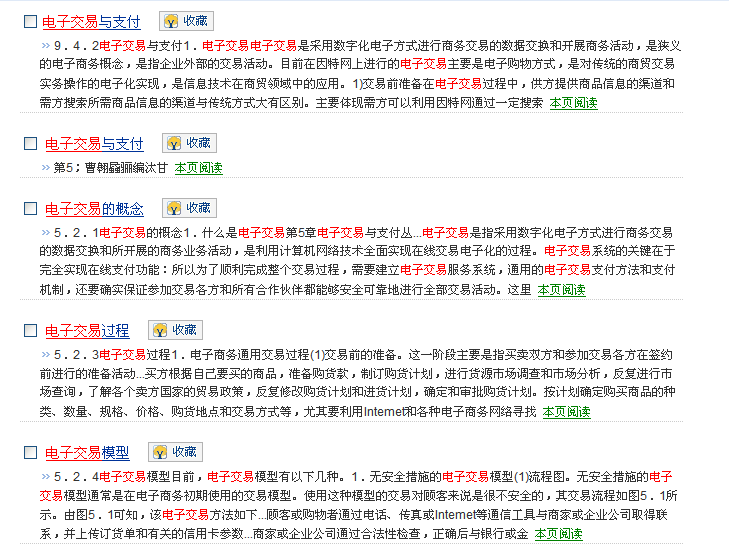 电子交易与支付 收藏
»9．4．2电子交易与支付1．电子交易电子交易是采用数字化电子方式进行商务交易的数据交换和开展商务活动，是狭义
的电子商务概念，是指企业外部的交易活动。目前在因特网上进行的电子交易主要是电子购物方式，是对传统的商贸交易
实务操作的电子化实现，是信息技术在商贸领域中的应用。1)交易前准备在电子交易过程中，供方提供商品信息的渠道和
需方搜索所需商品信息的渠道与传统方式大有区别。主要体现需方可以利用因特网通过一定搜索 本页阅读
电子交易与支付 收藏
»第5；曹翱 骊编汰甘 本页阅读
电子交易的概念 收藏
»5．2．1电子交易的概念1．什么是电子交易第5章电子交易与支付丛...电子交易是指采用数字化电子方式进行商务交易
的数据交换和所开展的商务业务活动，是利用计算机网络技术全面实现在线交易电子化的过程。电子交易系统的关键在于
完全实现在线支付功能：所以为了顺利完成整个交易过程，需要建立电子交易服务系统，通用的电子交易支付方法和支付
机制，还要确实保证参加交易各方和所有合作伙伴都能够安全可靠地进行全部交易活动。这里 本页阅读
电子交易过程 收藏
»5．2．3电子交易过程1．电子商务通用交易过程(1)交易前的准备。这一阶段主要是指买卖双方和参加交易各方在签约
前进行的准备活动...买方根据自己要买的商品，准备购货款，制订购货计划，进行货源市场调查和市场分析，反复进行市
场查询，了解各个卖方国家的贸易政策，反复修改购货计划和进货计划，确定和审批购货计划。按计划确定购买商品的种
类、数量、规格、价格、购货地点和交易方式等，尤其要利用Internet和各种电子商务网络寻找 本页阅读
电子交易模型 收藏
»5．2．4电子交易模型目前，电子交易模型有以下几种。1．无安全措施的电子交易模型(1)流程图。无安全措施的电子
交易模型通常是在电子商务初期使用的交易模型。使用这种模型的交易对顾客来说是很不安全的，其交易流程如图5．1所
示。由图5．1可知，该电子交易方法如下...顾客或购物者通过电话、传真或Internet等通信工具与商家或企业公司取得联
系，并上传订货单和有关的信用卡参数...商家或企业公司通过合法性检查，正确后与银行或金 本页阅读